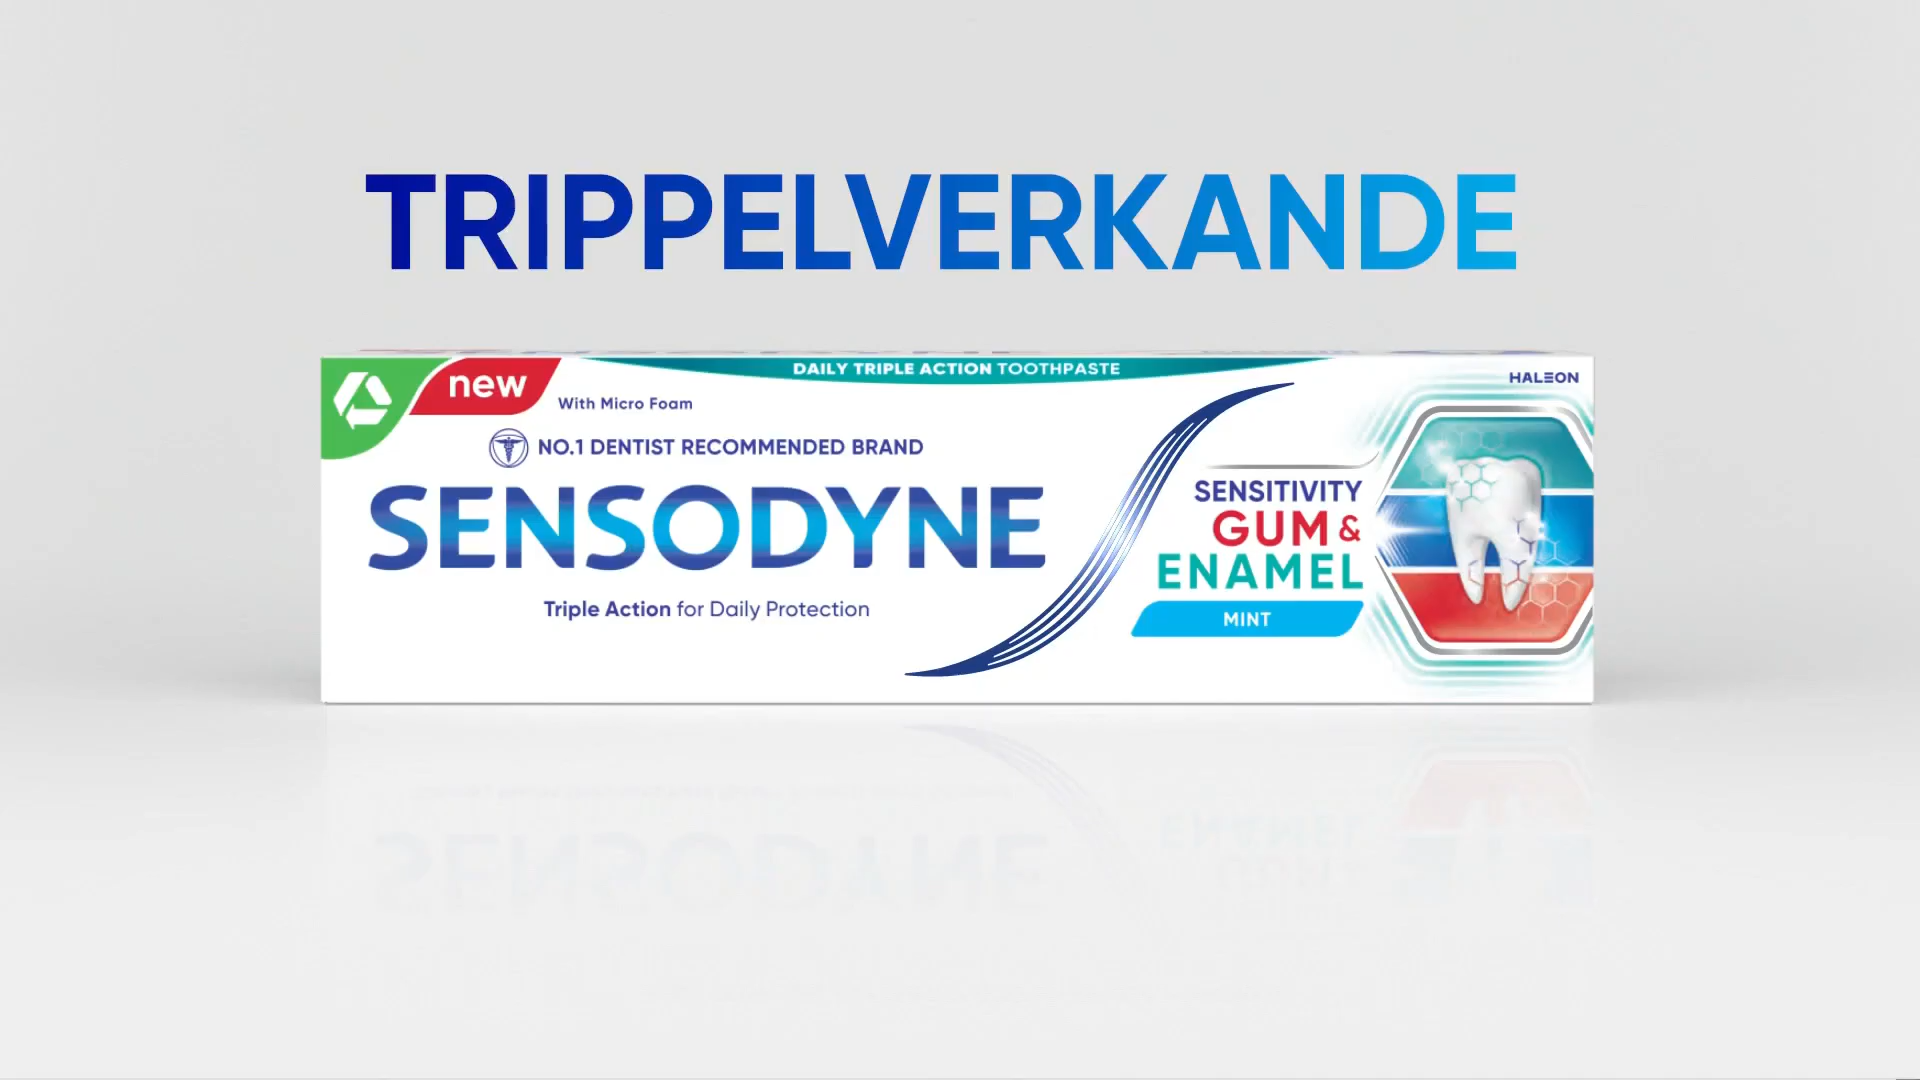 TRIPPELVERKANDE
DAILY TRIPLE ACTION TOOTHPASTE
new
With Micro Foam
HALEON
NO.1 DENTIST RECOMMENDED BRAND
SENSODYNE
Triple Action for Daily Protection
SENSITIVITY
GUM &
ENAMEL
MINT